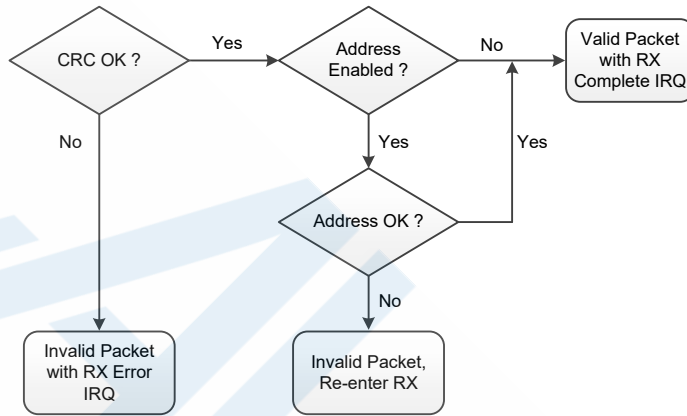 CRC OK ?
Yes
Address
Enabled ?
No
Valid Packet
with RX
Complete IRQ
No
Yes
Yes
Address OK ?
No
Invalid Packet
with RX Error
IRQ
Invalid Packet,
Re-enter RX